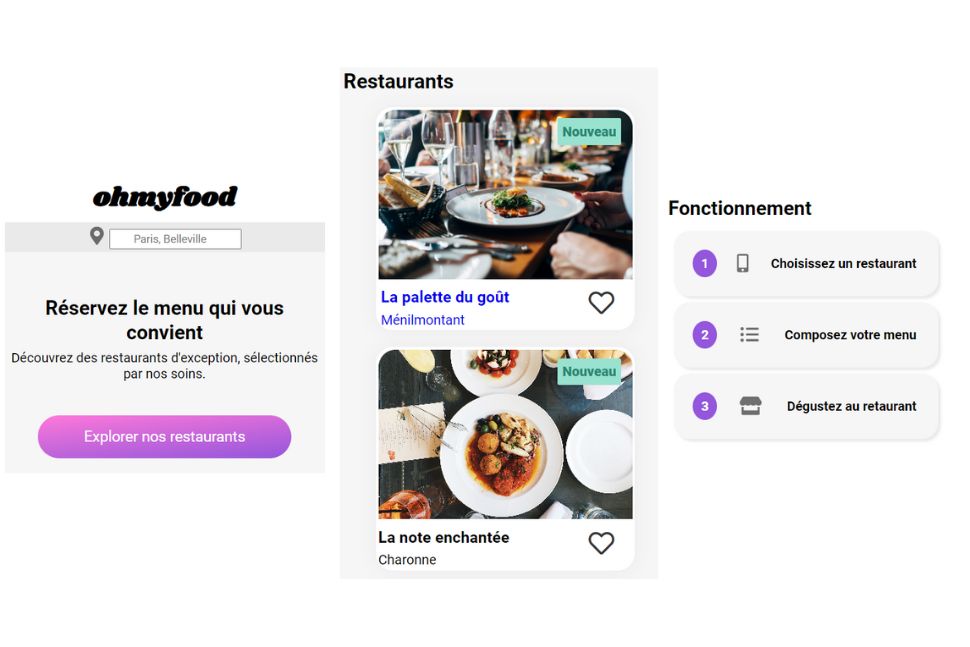 ohmyfood
Paris, Belleville
Réservez le menu qui vous
convient
Découvrez des restaurants d'exception, sélectionnés
par nos soins.
Explorer nos restaurants
Restaurants
Nouveau
La palette du goût
Ménilmontant
Nouveau
La note enchantée
Charonne
Fonctionnement
1 Choisissez un restaurant
2 Composez votre menu
3 Dégustez au retaurant